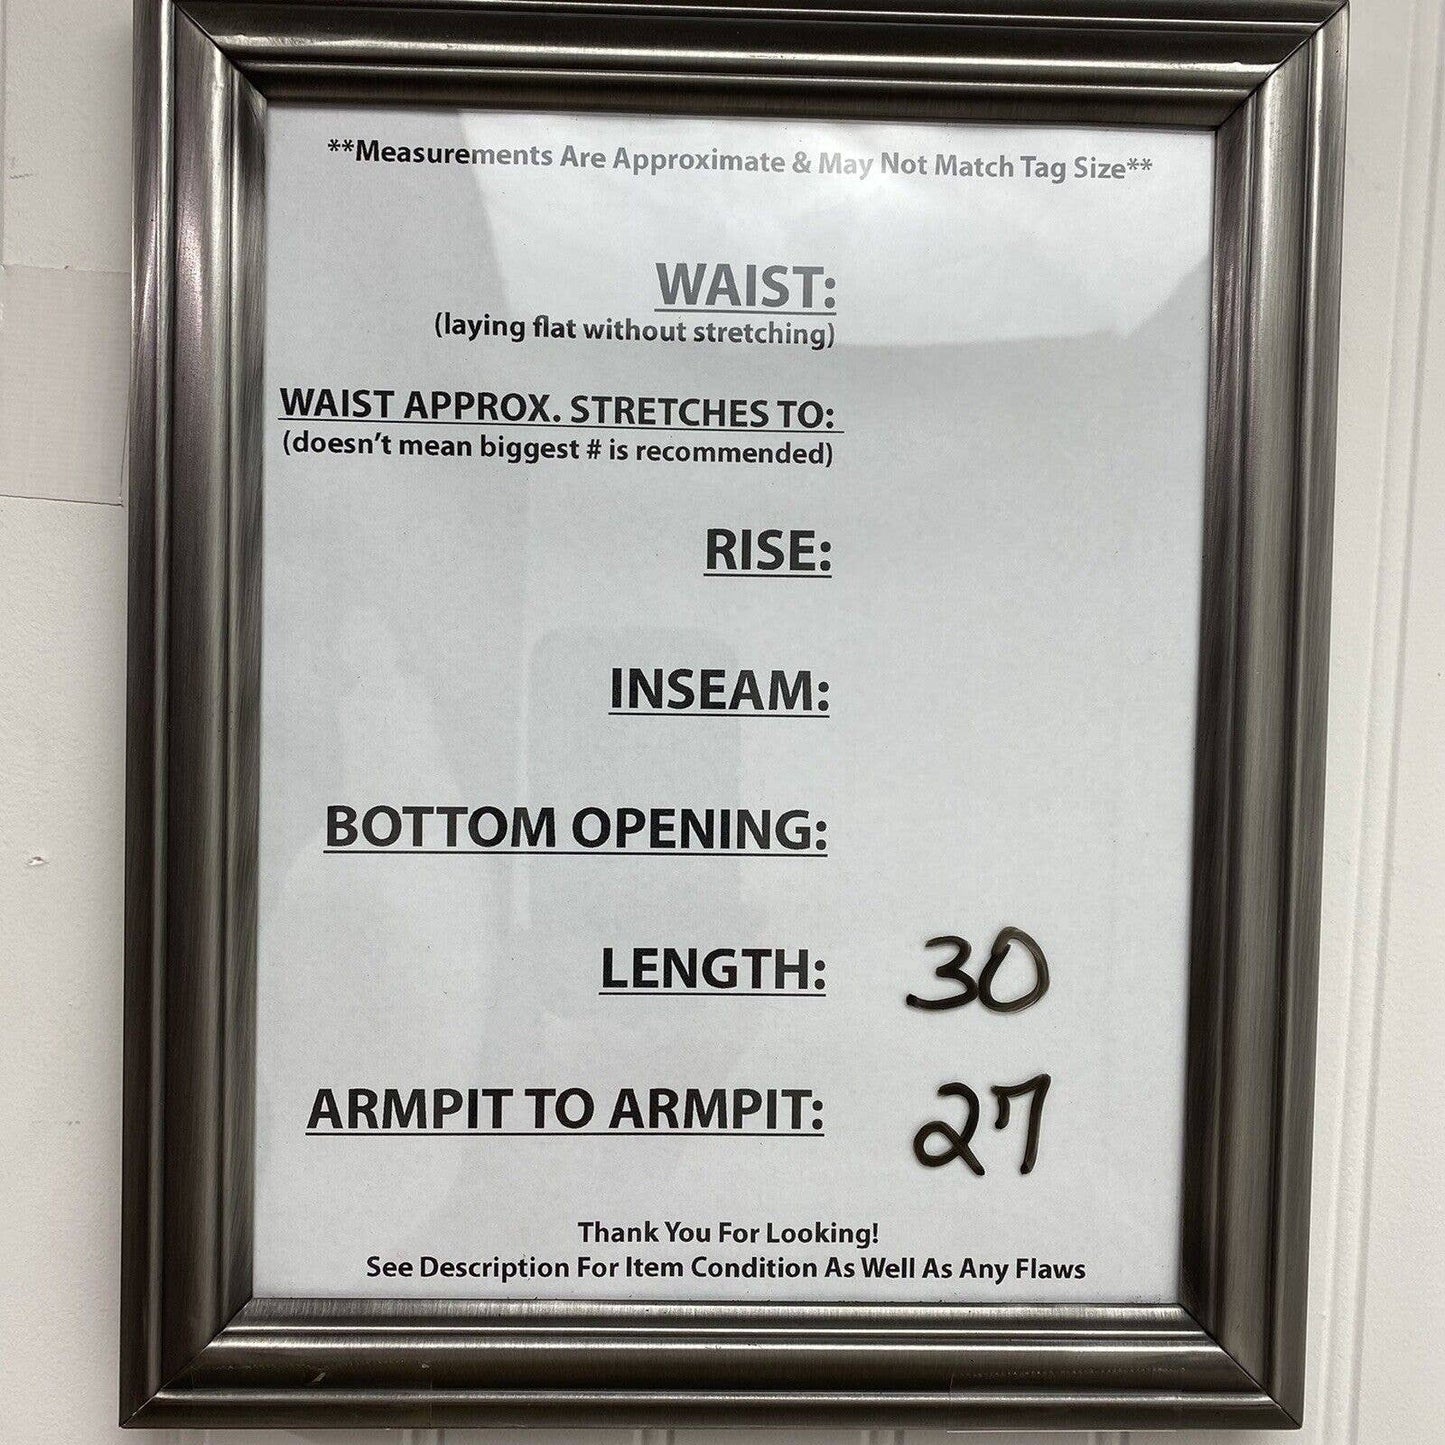 **Measurements Are Approximate & May Not Match Tag Size**
WAIST:
(laying flat without stretching)
WAIST APPROX. STRETCHES TO:
(doesn't mean biggest # is recommended)
RISE:
INSEAM:
BOTTOM OPENING:
LENGTH: 30
ARMPIT TO ARMPIT: 27
Thank You For Looking!
See Description For Item Condition As Well As Any Flaws